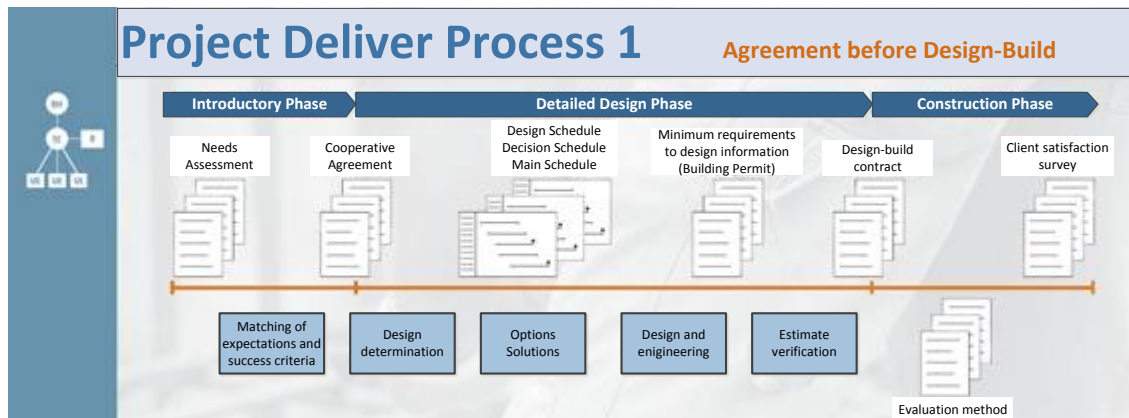 Project Deliver Process 1
Agreement before Design-Build
Introductory Phase
Detailed Design Phase
Construction Phase
Needs
Assessment
Cooperative
Agreement
Design Schedule
Decision Schedule
Main Schedule
Minimum requirements
to design information
(Building Permit)
Design-build
contract
Client satisfaction
survey
Matching of
expectations and
success criteria
Design
determination
Options
Solutions
Design and
enigineering
Estimate
verification
Evaluation method